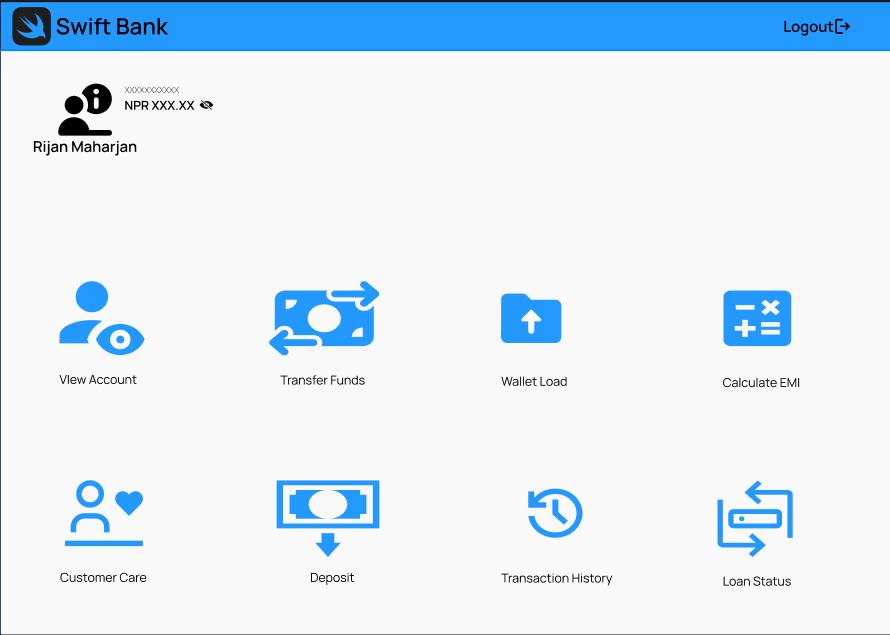 Swift Bank
Logout
XXXXXXXXXXX
NPR XXX.XX
Rijan Maharjan
VIew Account
Transfer Funds
Wallet Load
Calculate EMI
Customer Care
Deposit
Transaction History
Loan Status